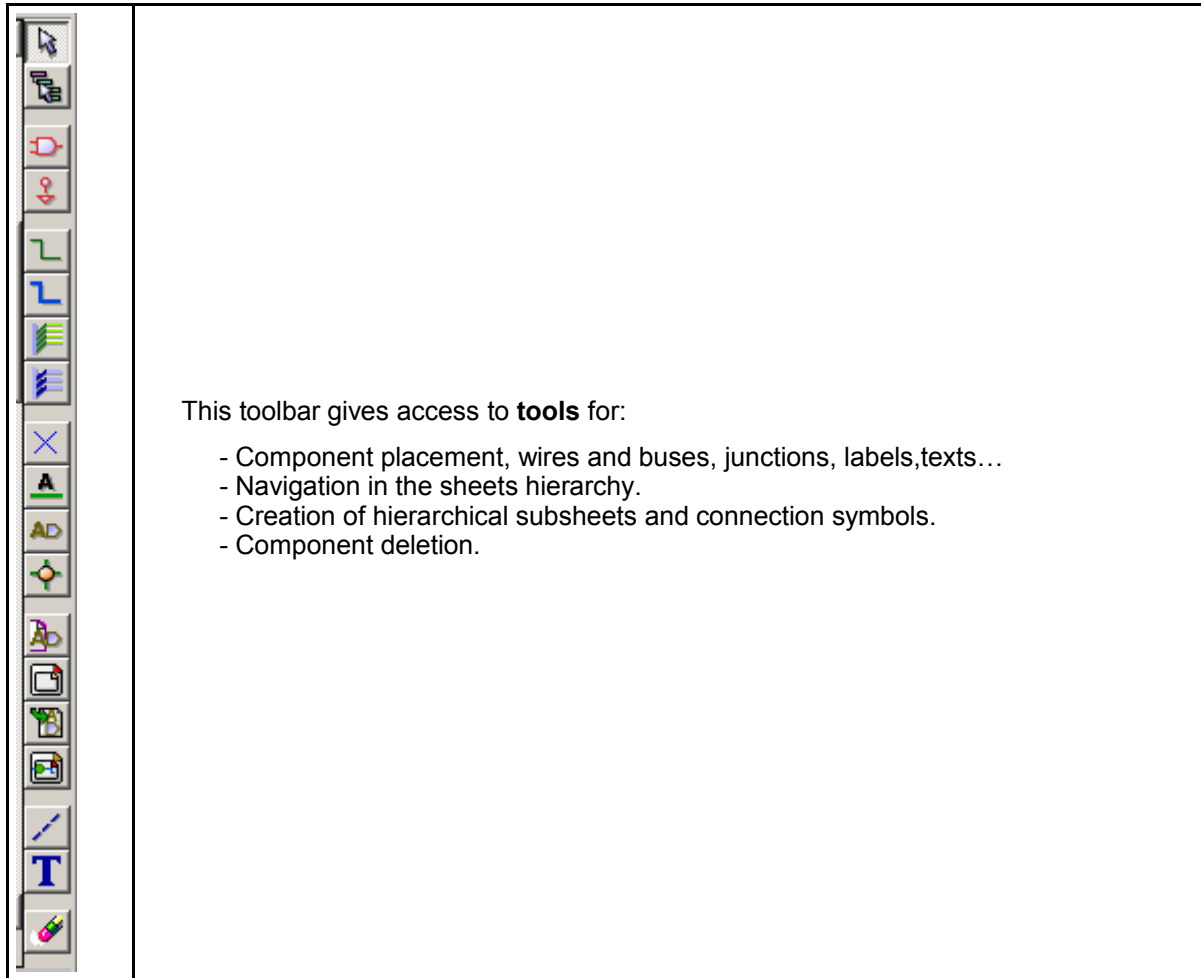 A
AD
A
T
This toolbar gives access to tools for:
- Component placement, wires and buses, junctions, labels,texts…
- Navigation in the sheets hierarchy.
- Creation of hierarchical subsheets and connection symbols.
- Component deletion.